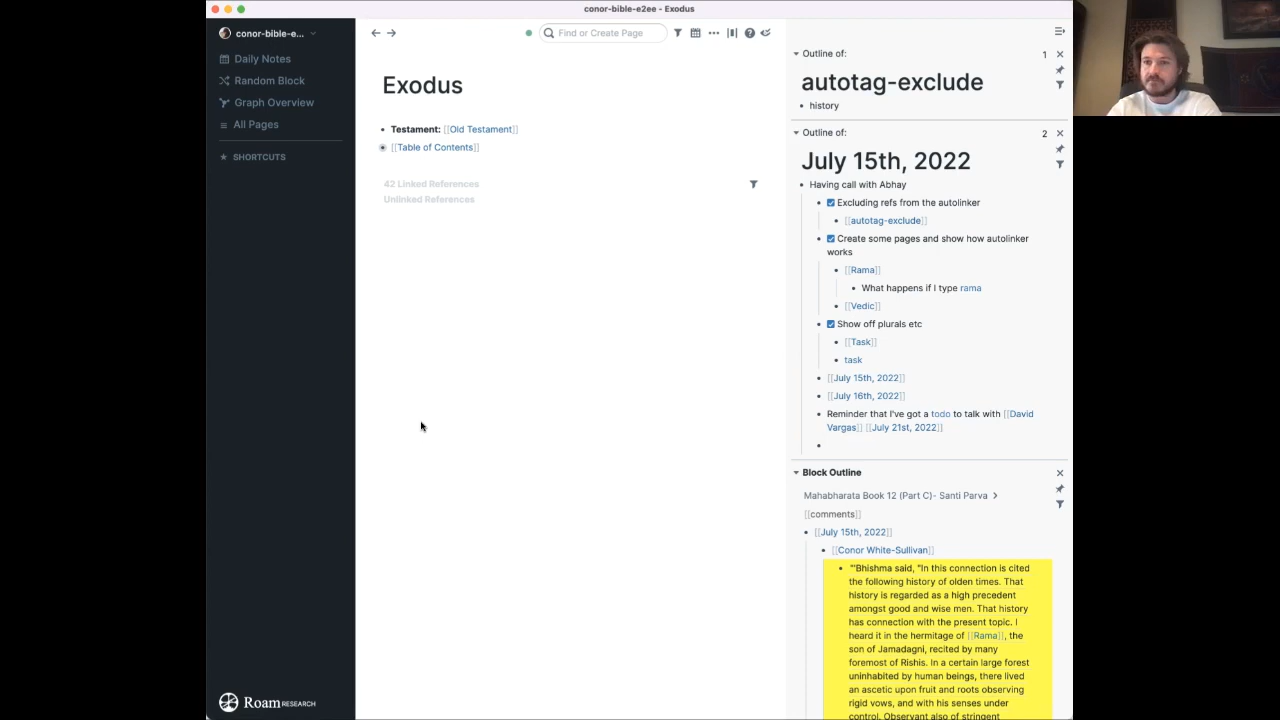 conor-bible-e2ee - Exodus
conor-bible-e...
Daily Notes
Random Block
Graph Overview
All Pages
SHORTCUTS
Roam RESEARCH
Find or Create Page
Exodus
Testament: [[Old Testament]]
[[Table of Contents]]
42 Linked References
Unlinked References
Outline of:
1
autotag-exclude
history
Outline of:
2
July 15th, 2022
Having call with Abhay
Excluding refs from the autolinker
[[autotag-exclude]]
Create some pages and show how autolinker
works
[[Rama]]
What happens if I type rama
[[Vedic]]
Show off plurals etc
[[Task]]
task
[[July 15th, 2022]]
[[July 16th, 2022]]
Reminder that I've got a todo to talk with [[David
Vargas]] [[July 21st, 2022]]
Block Outline
Mahabharata Book 12 (Part C)- Santi Parva
[[comments]]
[[July 15th, 2022]]
[[Conor White-Sullivan]]
"'Bhishma said, "In this connection is cited
the following history of olden times. That
history is regarded as a high precedent
amongst good and wise men. That history
has connection with the present topic. I
heard it in the hermitage of [[Rama]], the
son of Jamadagni, recited by many
foremost of Rishis. In a certain large forest
uninhabited by human beings, there lived
an ascetic upon fruit and roots observing
rigid vows, and with his senses under
control. Observant also of stringent